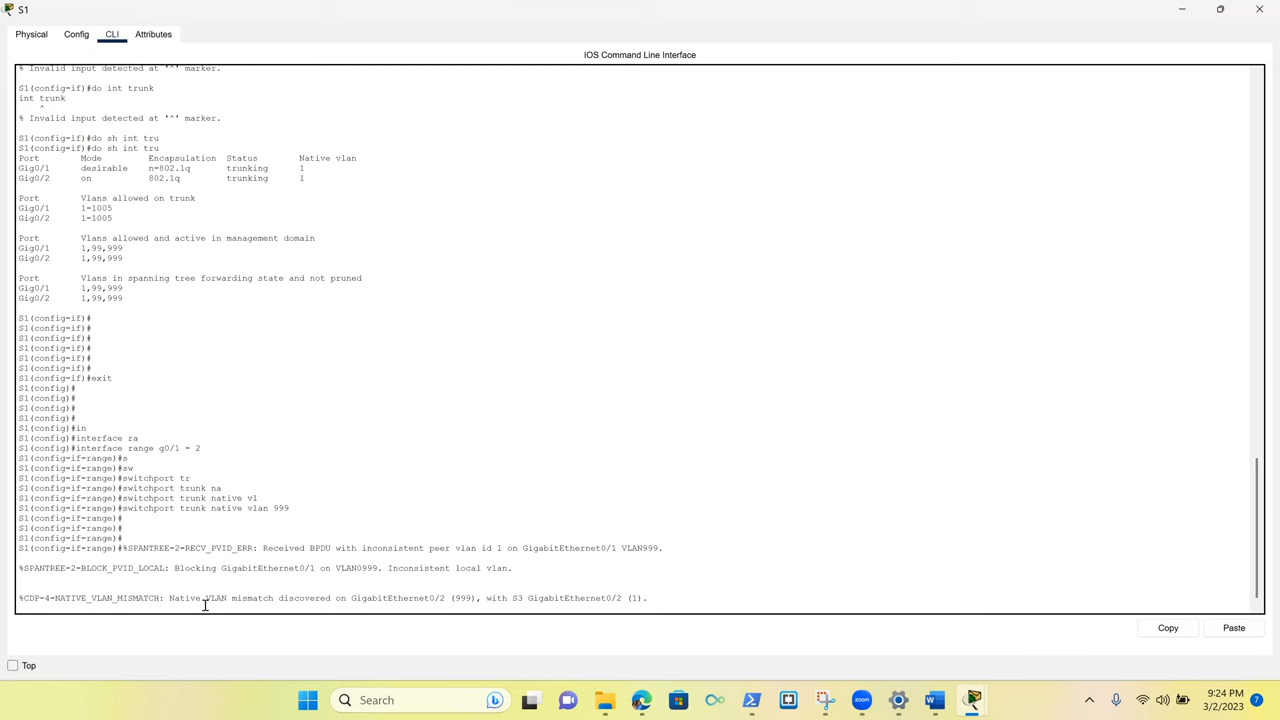 S1
Physical Config CLI Attributes
IOS Command Line Interface
% Invalid input detected at '^' marker.
S1(config-if)#do int trunk
int trunk
^
% Invalid input detected at '^' marker.
S1(config-if)#do sh int tru
S1(config-if)#do sh int tru
Port Mode Encapsulation Status Native vlan
Gig0/1 desirable n-802.1q trunking 1
Gig0/2 on 802.1q trunking 1
Port Vlans allowed on trunk
Gig0/1 1-1005
Gig0/2 1-1005
Port Vlans allowed and active in management domain
Gig0/1 1,99,999
Gig0/2 1,99,999
Port Vlans in spanning tree forwarding state and not pruned
Gig0/1 1,99,999
Gig0/2 1,99,999
S1(config-if)#
S1(config-if)#
S1(config-if)#
S1(config-if)#
S1(config-if)#
S1(config-if)#
S1(config-if)#exit
S1(config)#
S1(config)#
S1(config)#
S1(config)#
S1(config)#in
S1(config)#interface ra
S1(config)#interface range g0/1 - 2
S1(config-if-range)#s
S1(config-if-range)#sw
S1(config-if-range)#switchport tr
S1(config-if-range)#switchport trunk na
S1(config-if-range)#switchport trunk native vl
S1(config-if-range)#switchport trunk native vlan 999
S1(config-if-range)#
S1(config-if-range)#
S1(config-if-range)#
S1(config-if-range)#%SPANTREE-2-RECV_PVID_ERR: Received BPDU with inconsistent peer vlan id 1 on GigabitEthernet0/1 VLAN999.
%SPANTREE-2-BLOCK_PVID_LOCAL: Blocking GigabitEthernet0/1 on VLAN0999. Inconsistent local vlan.
%CDP-4-NATIVE_VLAN_MISMATCH: Native VLAN mismatch discovered on GigabitEthernet0/2 (999), with S3 GigabitEthernet0/2 (1).
Copy Paste
Top
Search
zoom
W
9:24 PM
3/2/2023
7